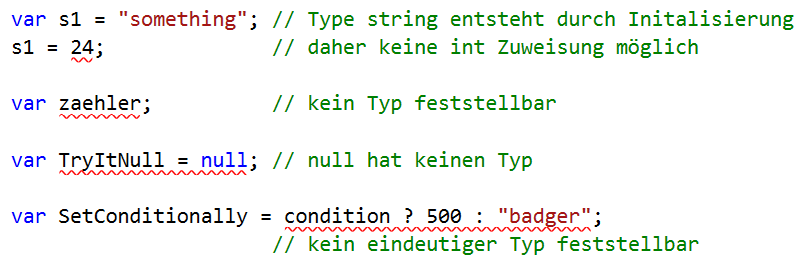 var s1 = "something"; // Type string entsteht durch Initalisierung
s1 = 24; // daher keine int Zuweisung möglich
var zaehler; // kein Typ feststellbar
var TryItNull = null; // null hat keinen Typ
var SetConditionally = condition ? 500 : "badger";
// kein eindeutiger Typ feststellbar